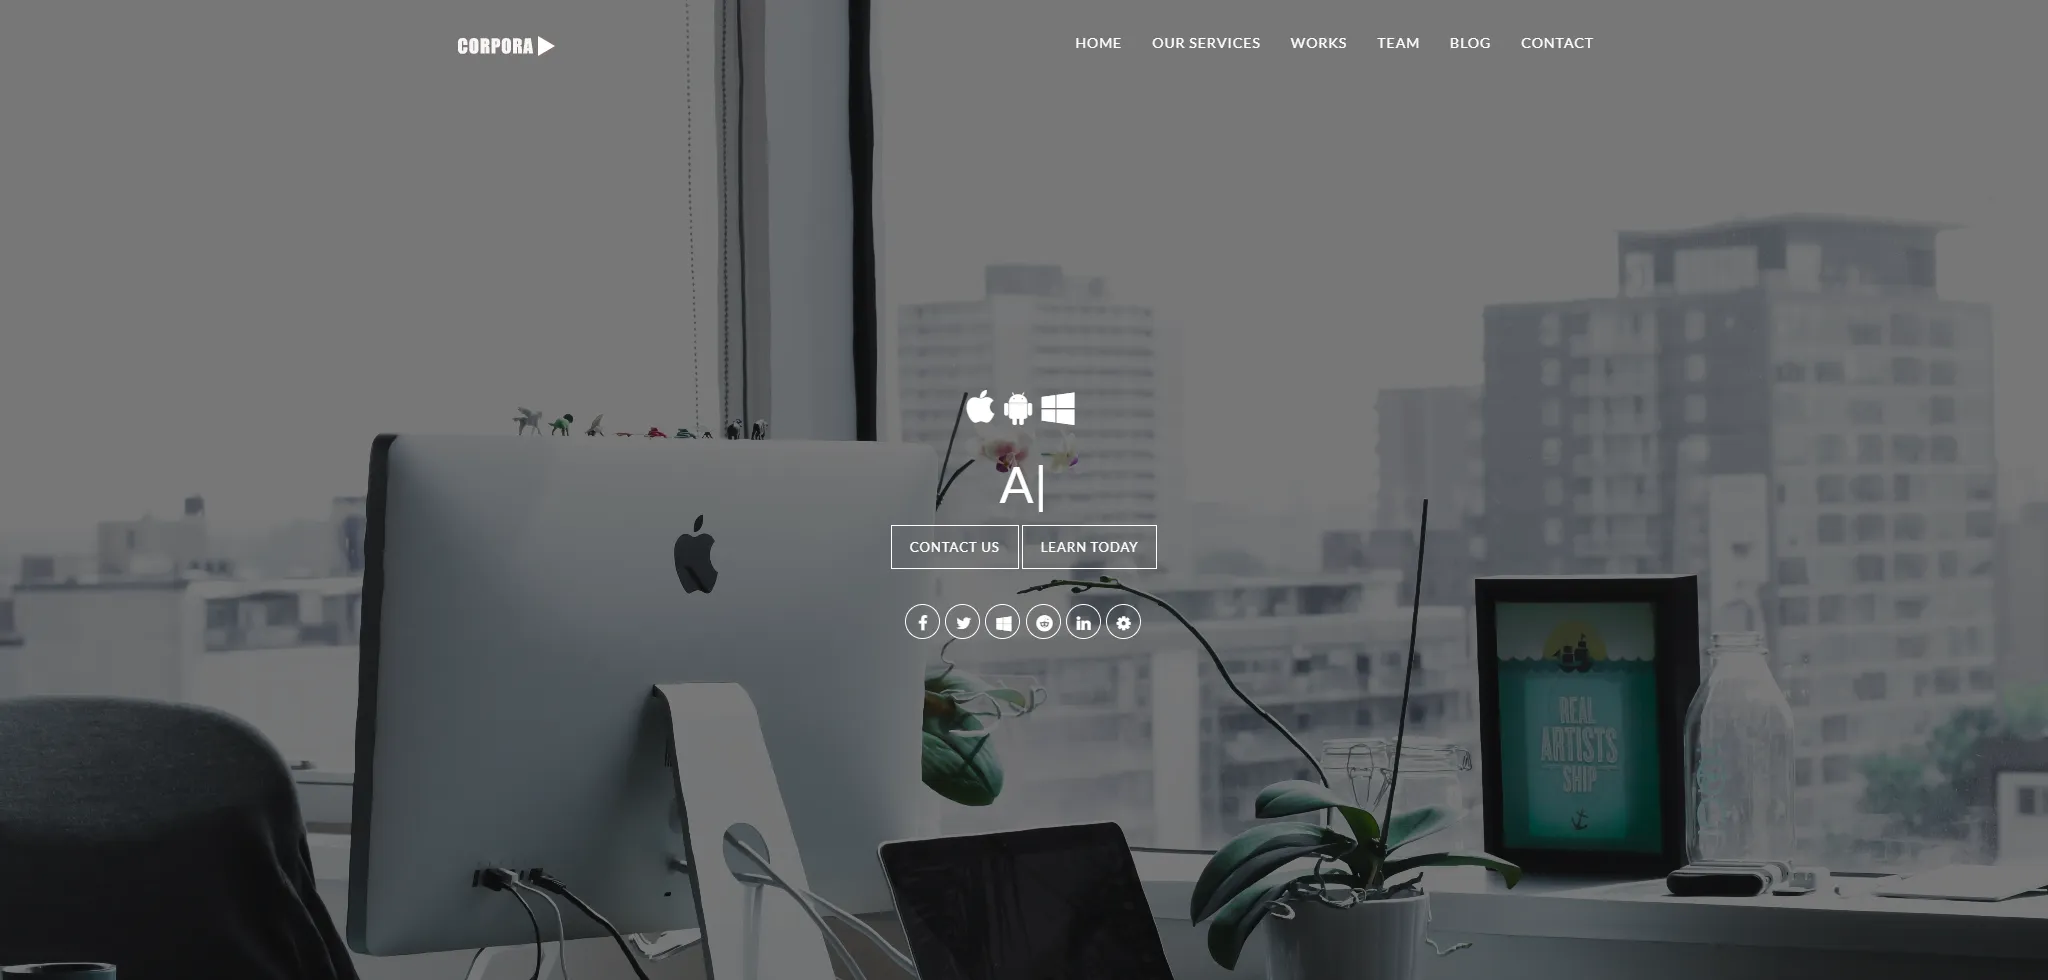 CORPORA
HOME OUR SERVICES WORKS TEAM BLOG CONTACT
A|
CONTACT US LEARN TODAY
REAL
ARTISTS
SHIP